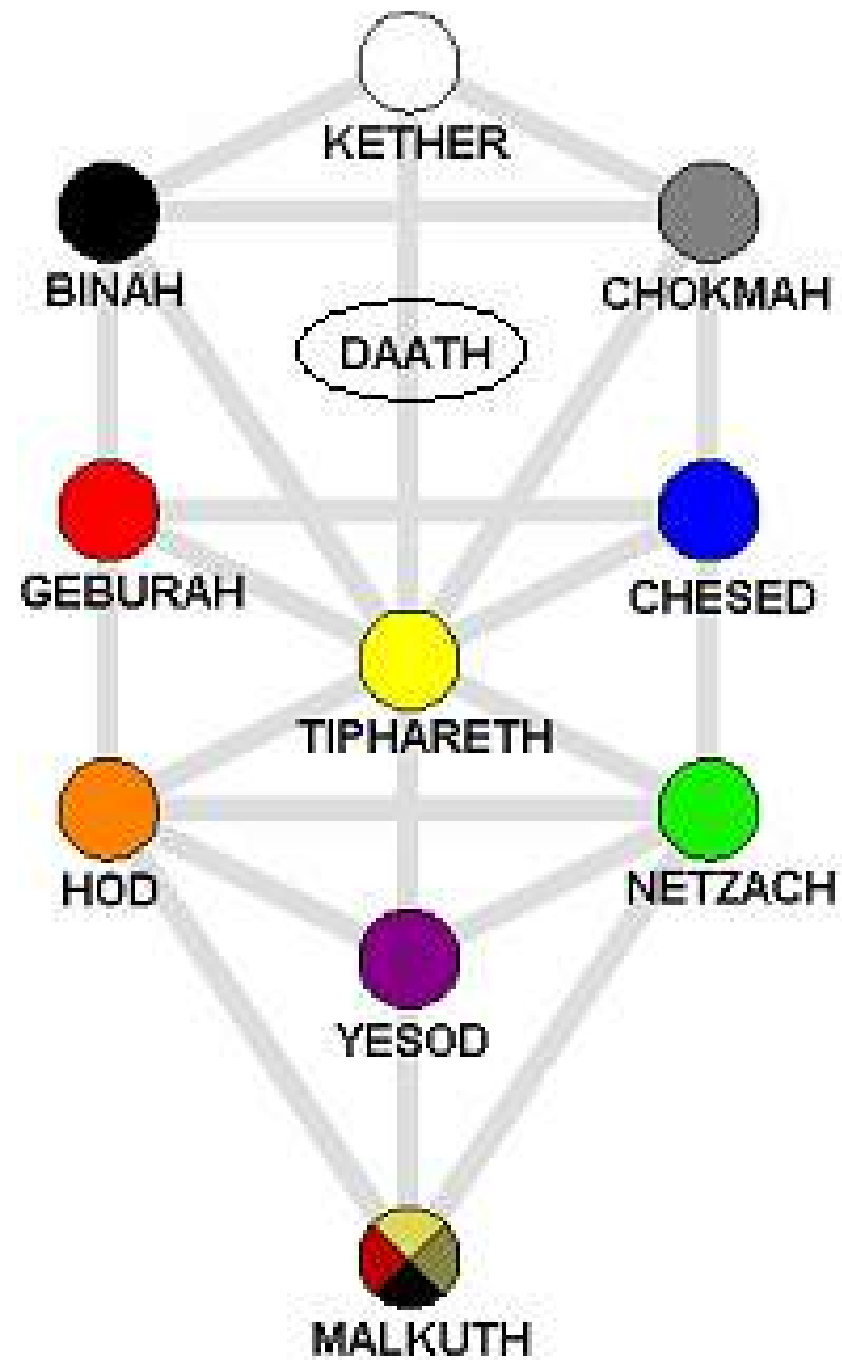 KETHER
BINAH
CHOKMAH
DAATH
GEBURAH
CHESED
TIPHARETH
HOD
NETZACH
YESOD
MALKUTH